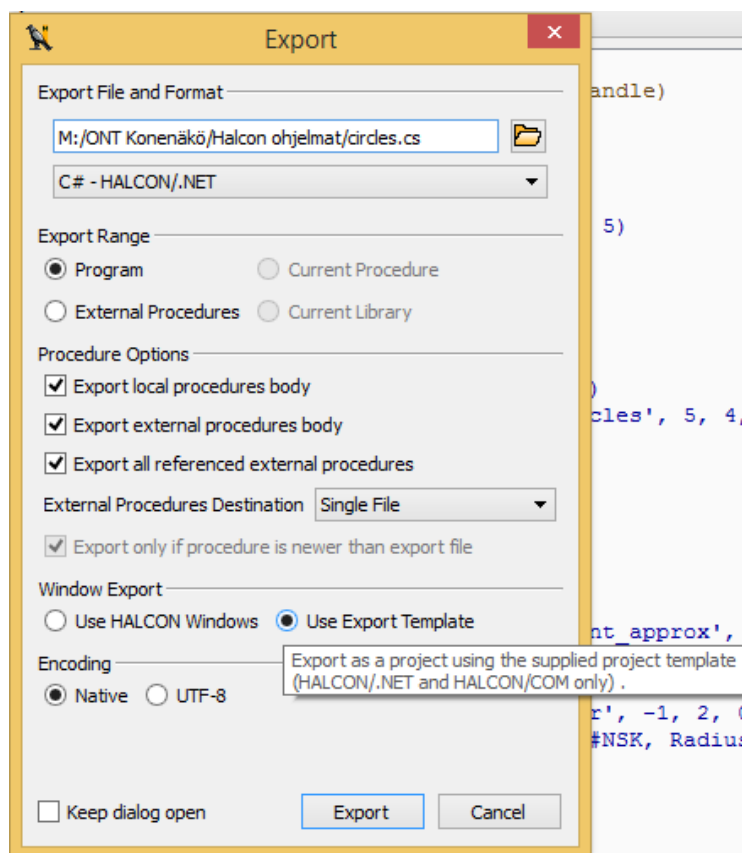 Export
Export File and Format
andle)
M:/ONT Konenäkö/Halcon ohjelmat/circles.cs
C# - HALCON/.NET
Export Range
5)
Program Current Procedure
External Procedures Current Library
Procedure Options
Export local procedures body
)
cles', 5, 4,
Export external procedures body
Export all referenced external procedures
External Procedures Destination Single File
Export only if procedure is newer than export file
Window Export
Use HALCON Windows Use Export Template
nt_approx',
Encoding
Export as a project using the supplied project template
(HALCON/.NET and HALCON/COM only) .
Native UTF-8
r', -1, 2, 0
#NSK, Radius
Keep dialog open Export Cancel